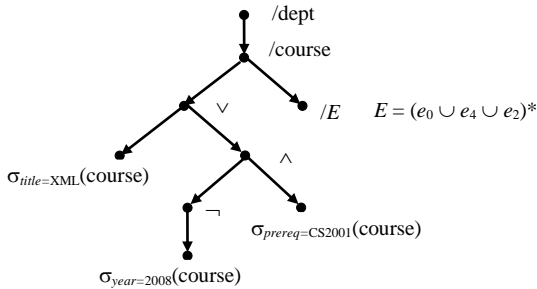 /dept
/course
∨
/E E = (e₀ ∪ e₄ ∪ e₂)*
σtitle=XML(course)
∧
¬
σprereq=CS2001(course)
σyear=2008(course)